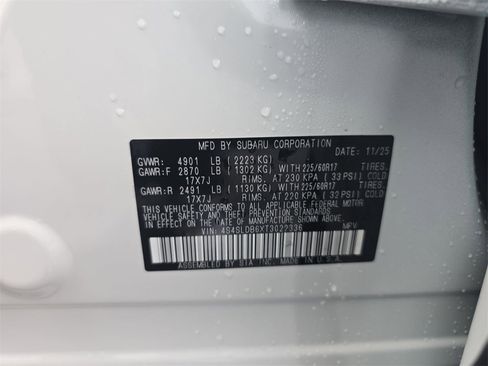 MFD BY SUBARU CORPORATION
GVWR: 4901 LB ( 2223 KG) DATE: 11/25
GAWR:F 2870 LB ( 1302 KG) WITH 225/60R17 TIRES.
17X7J RIMS. AT 230 KPA ( 33 PSI) COLD
GAWR:R 2491 LB ( 1130 KG) WITH 225/60R17 TIRES.
17X7J RIMS. AT 220 KPA ( 32 PSI) COLD
THIS VEHICLE CONFORMS TO ALL APPLICABLE FEDERAL MOTOR
VEHICLE SAFETY AND BUMPER STANDARDS IN EFFECT ON THE DATE OF
MANUFACTURE SHOWN ABOVE.
VIN: 4S4SLDB6XT3022336 MPV
ASSEMBLED BY SIA, INC. MADE IN U.S.A.